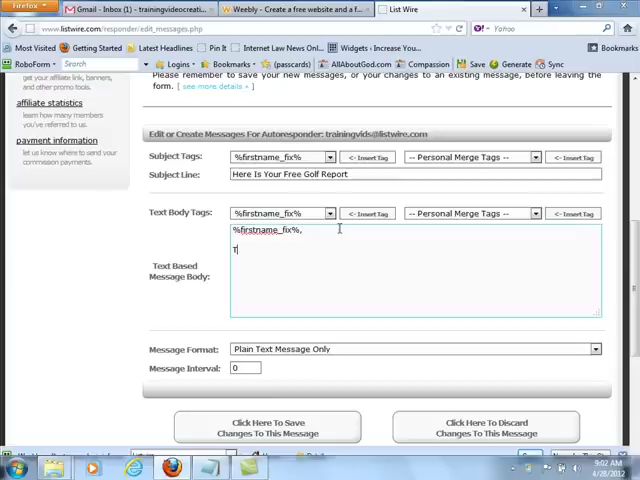 Firefox
Gmail - Inbox (1) - trainingvideocreati...
Weebly - Create a free website and a f...
List Wire
www.listwire.com/responder/edit_messages.php
Yahoo
Most Visited
Getting Started
Latest Headlines
Pin It
Internet Law News Onl...
Widgets « Increase Yo...
Bookmarks
RoboForm
Search
Logins
Bookmarks
(passcards)
AllAboutGod.com
Compassion
Save
Generate
Sync
get your affiliate link, banners,
and other promo tools.
affiliate statistics
learn how many members
you've referred to us.
payment information
let us know where to send your
commission payments.
Please remember to save your new messages, or your changes to an existing message, before leaving the
form. [ see more details » ]
Edit or Create Messages For Autoresponder: trainingvids@listwire.com
Subject Tags:
%firstname_fix%
<- Insert Tag
-- Personal Merge Tags --
<- Insert Tag
Subject Line:
Here Is Your Free Golf Report
Text Body Tags:
%firstname_fix%
<- Insert Tag
-- Personal Merge Tags --
<- Insert Tag
%firstname_fix%,
T
Text Based
Message Body:
Message Format:
Plain Text Message Only
Message Interval:
0
Click Here To Save
Changes To This Message
Click Here To Discard
Changes To This Message
9:02 AM
4/28/2012